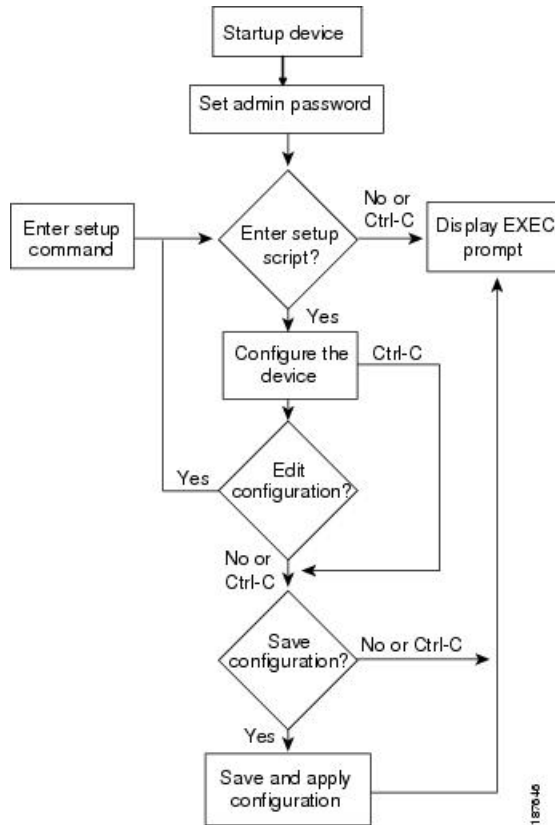 Startup device
Set admin password
Enter setup
command
Enter setup
script?
No or
Ctrl-C
Display EXEC
prompt
Yes
Configure the
device
Ctrl-C
Yes
Edit
configuration?
No or
Ctrl-C
Save
configuration?
No or Ctrl-C
Yes
Save and apply
configuration
187646